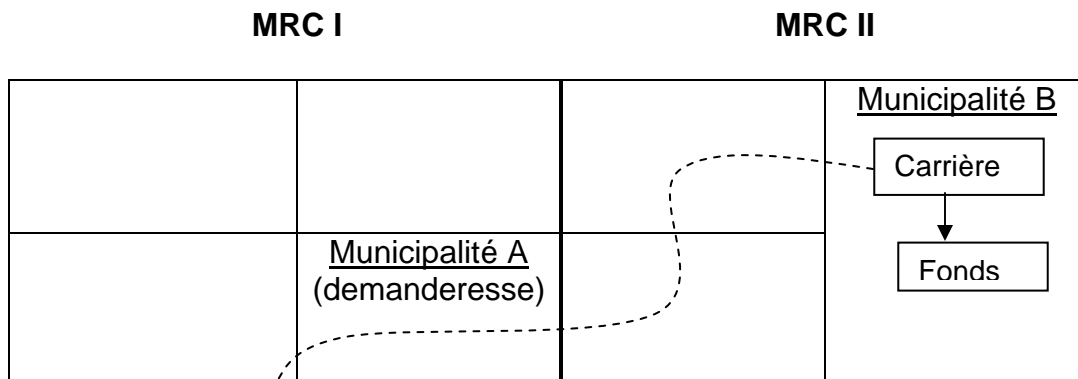 MRC I
MRC II
Municipalité B
Carrière
Municipalité A
(demanderesse)
Fonds